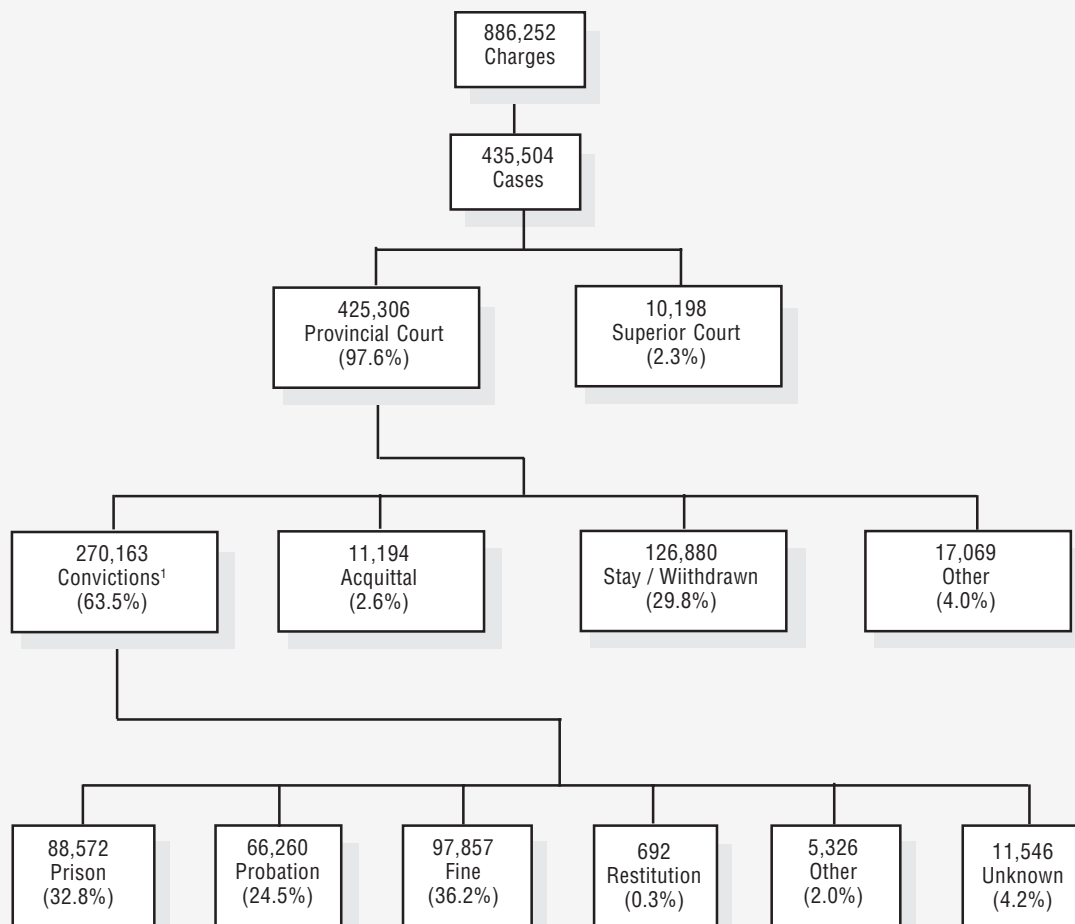 886,252
Charges
435,504
Cases
425,306
Provincial Court
(97.6%)
10,198
Superior Court
(2.3%)
270,163
Convictions¹
(63.5%)
11,194
Acquittal
(2.6%)
126,880
Stay / Wiithdrawn
(29.8%)
17,069
Other
(4.0%)
88,572
Prison
(32.8%)
66,260
Probation
(24.5%)
97,857
Fine
(36.2%)
692
Restitution
(0.3%)
5,326
Other
(2.0%)
11,546
Unknown
(4.2%)